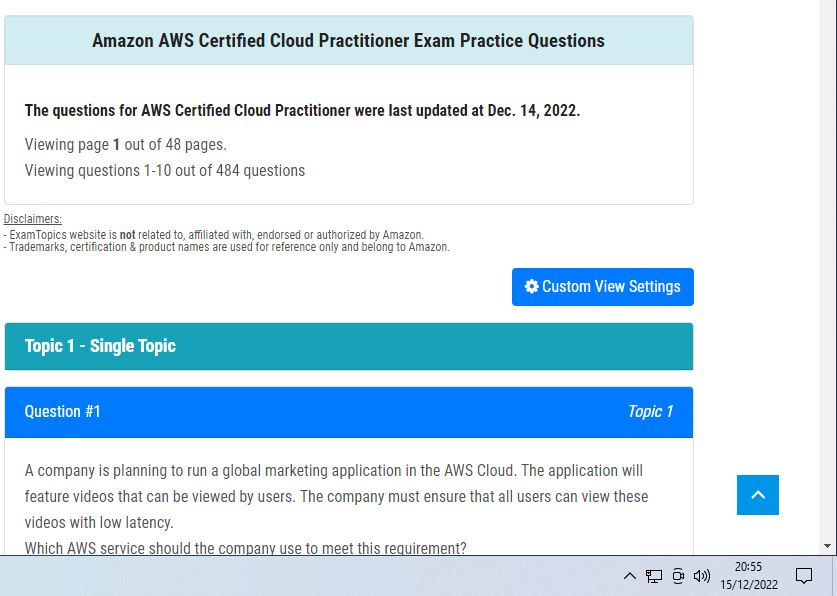 Amazon AWS Certified Cloud Practitioner Exam Practice Questions
The questions for AWS Certified Cloud Practitioner were last updated at Dec. 14, 2022.
Viewing page 1 out of 48 pages.
Viewing questions 1-10 out of 484 questions
Disclaimers:
- ExamTopics website is not related to, affiliated with, endorsed or authorized by Amazon.
- Trademarks, certification & product names are used for reference only and belong to Amazon.
Custom View Settings
Topic 1 - Single Topic
Question #1
Topic 1
A company is planning to run a global marketing application in the AWS Cloud. The application will
feature videos that can be viewed by users. The company must ensure that all users can view these
videos with low latency.
Which AWS service should the company use to meet this requirement?
20:55
15/12/2022